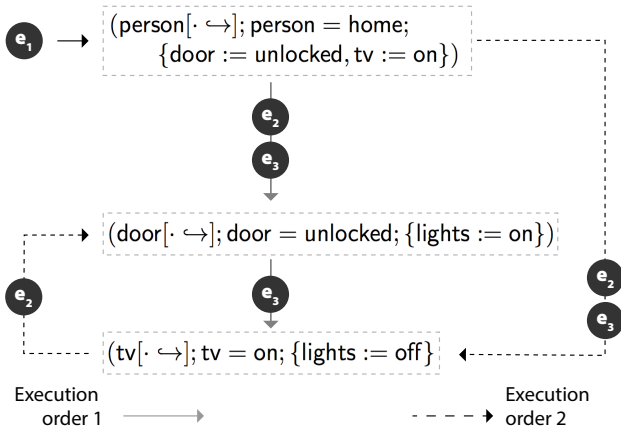 e₁
(person[· ↪]; person = home;
{door := unlocked, tv := on})
e₂
e₃
(door[· ↪]; door = unlocked; {lights := on})
e₂
e₃
e₂
e₃
(tv[· ↪]; tv = on; {lights := off}
Execution
order 1
Execution
order 2